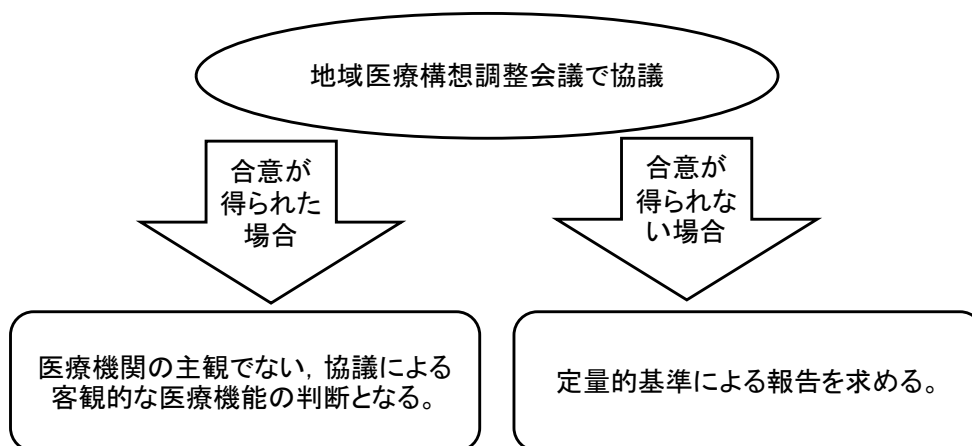 地域医療構想調整会議で協議
合意が
得られた
場合
合意が
得られな
い場合
医療機関の主観でない，協議による
客観的な医療機能の判断となる。
定量的基準による報告を求める。